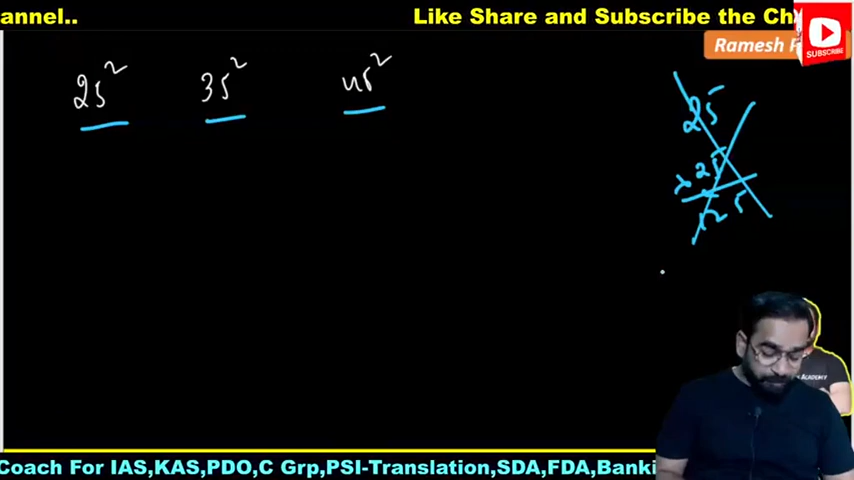 annel.. Like Share and Subscribe the Ch
SUBSCRIBE
Ramesh
25² 35² 45²
25
x 25
125
ACADEMY
Coach For IAS,KAS,PDO,C Grp,PSI-Translation,SDA,FDA,Banki